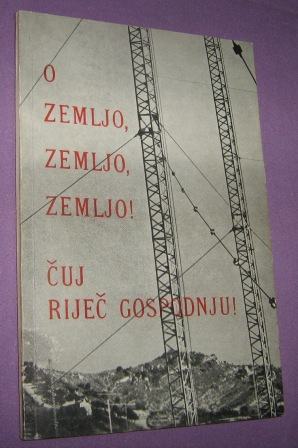 O
ZEMLJO,
ZEMLJO,
ZEMLJO!
ČUJ
RIJEČ GOSPODNJU!